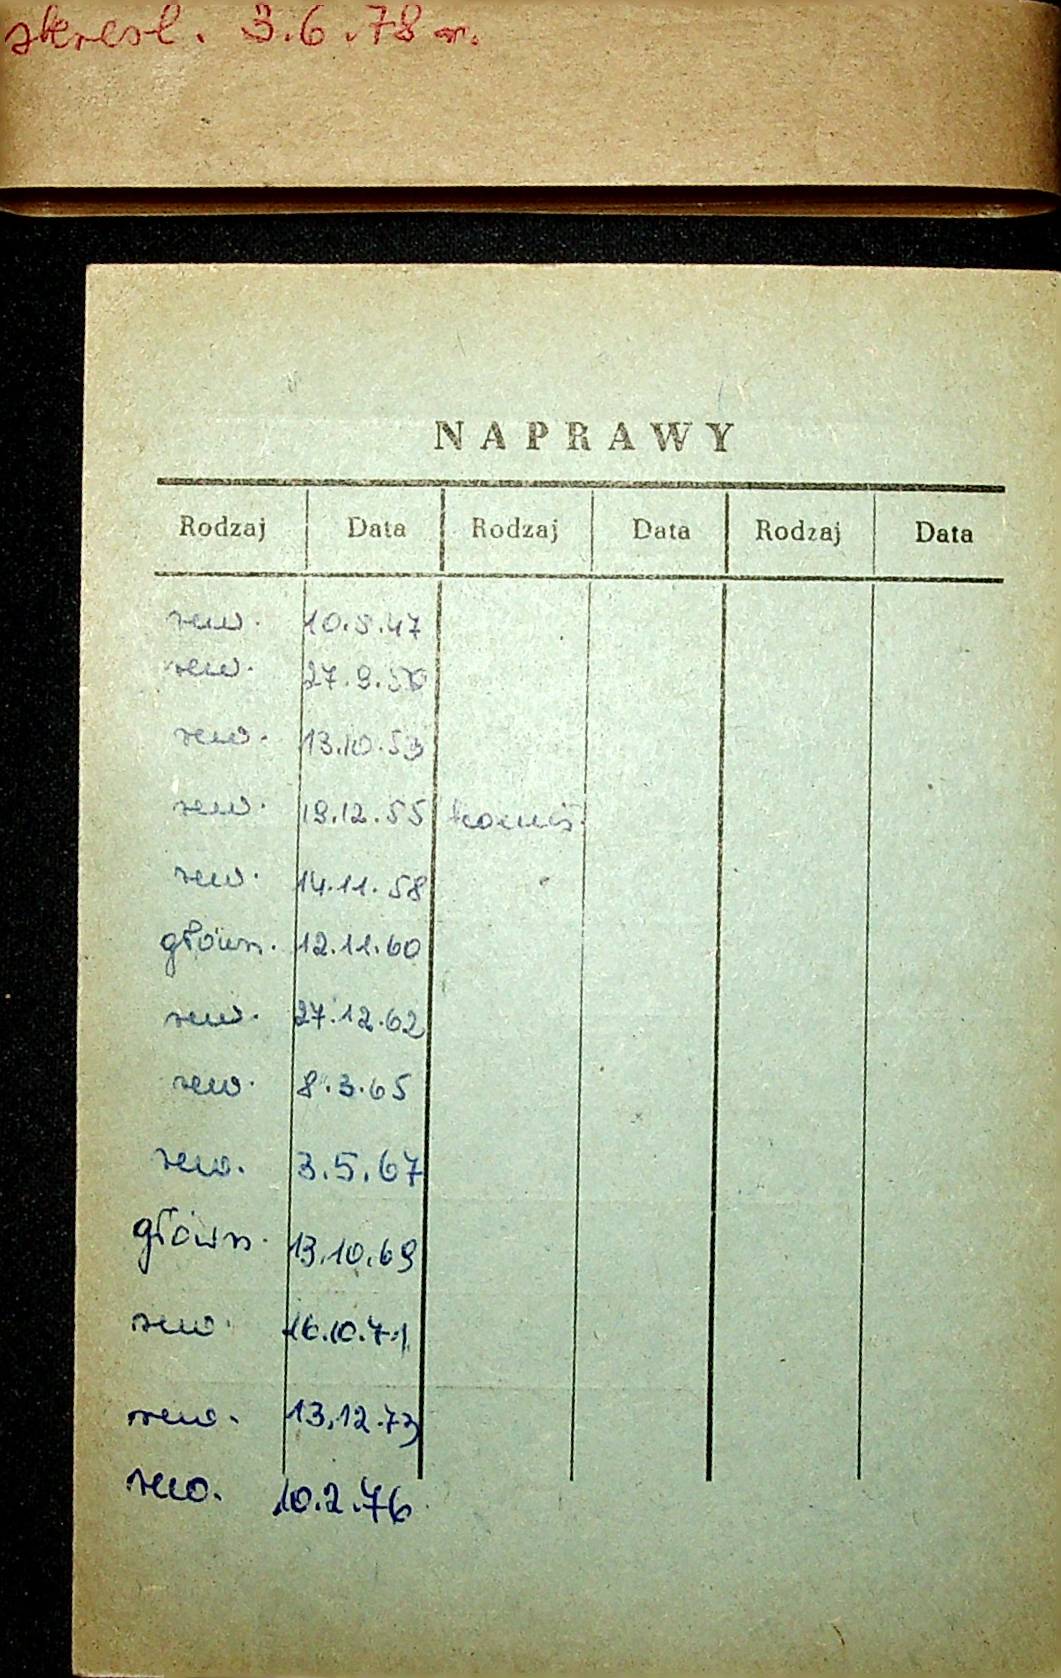 skreśl. 3.6.78 r.
NAPRAWY
Rodzaj Data Rodzaj Data Rodzaj Data
rew. 10.9.47
rew. 27.9.50
rew. 13.10.53
rew. 19.12.55
rew. 14.11.58
główn. 12.11.60
rew. 27.12.62
rew. 8.3.65
rew. 3.5.67
główn. 13.10.69
rew. 16.10.71
rew. 13.12.73
rew. 10.2.76